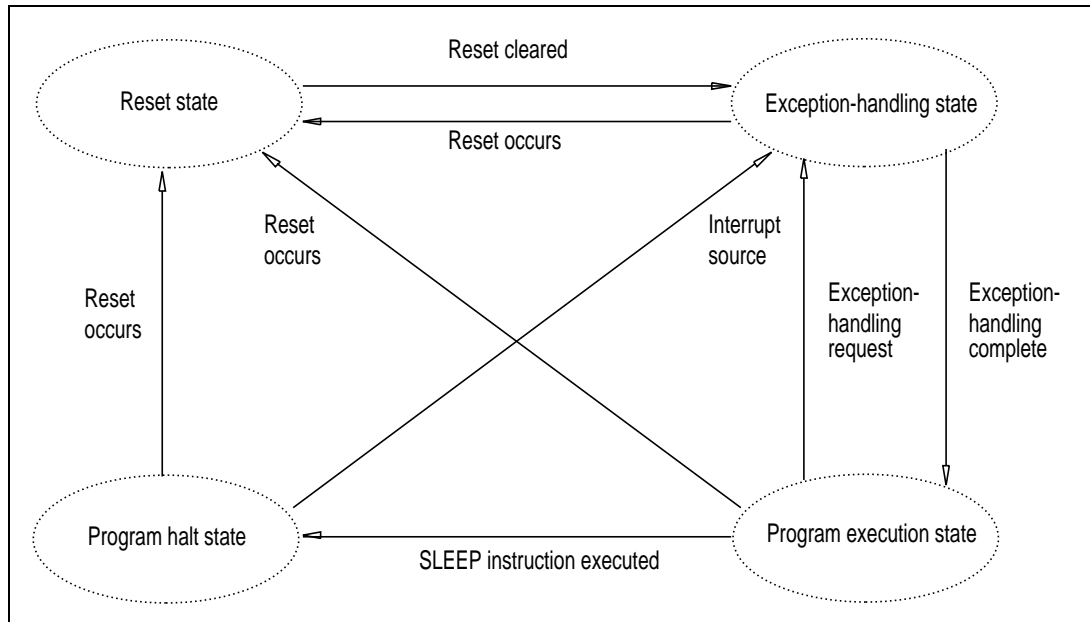 Reset cleared
Reset state
Exception-handling state
Reset occurs
Reset
occurs
Interrupt
source
Reset
occurs
Exception-
handling
request
Exception-
handling
complete
Program halt state
Program execution state
SLEEP instruction executed